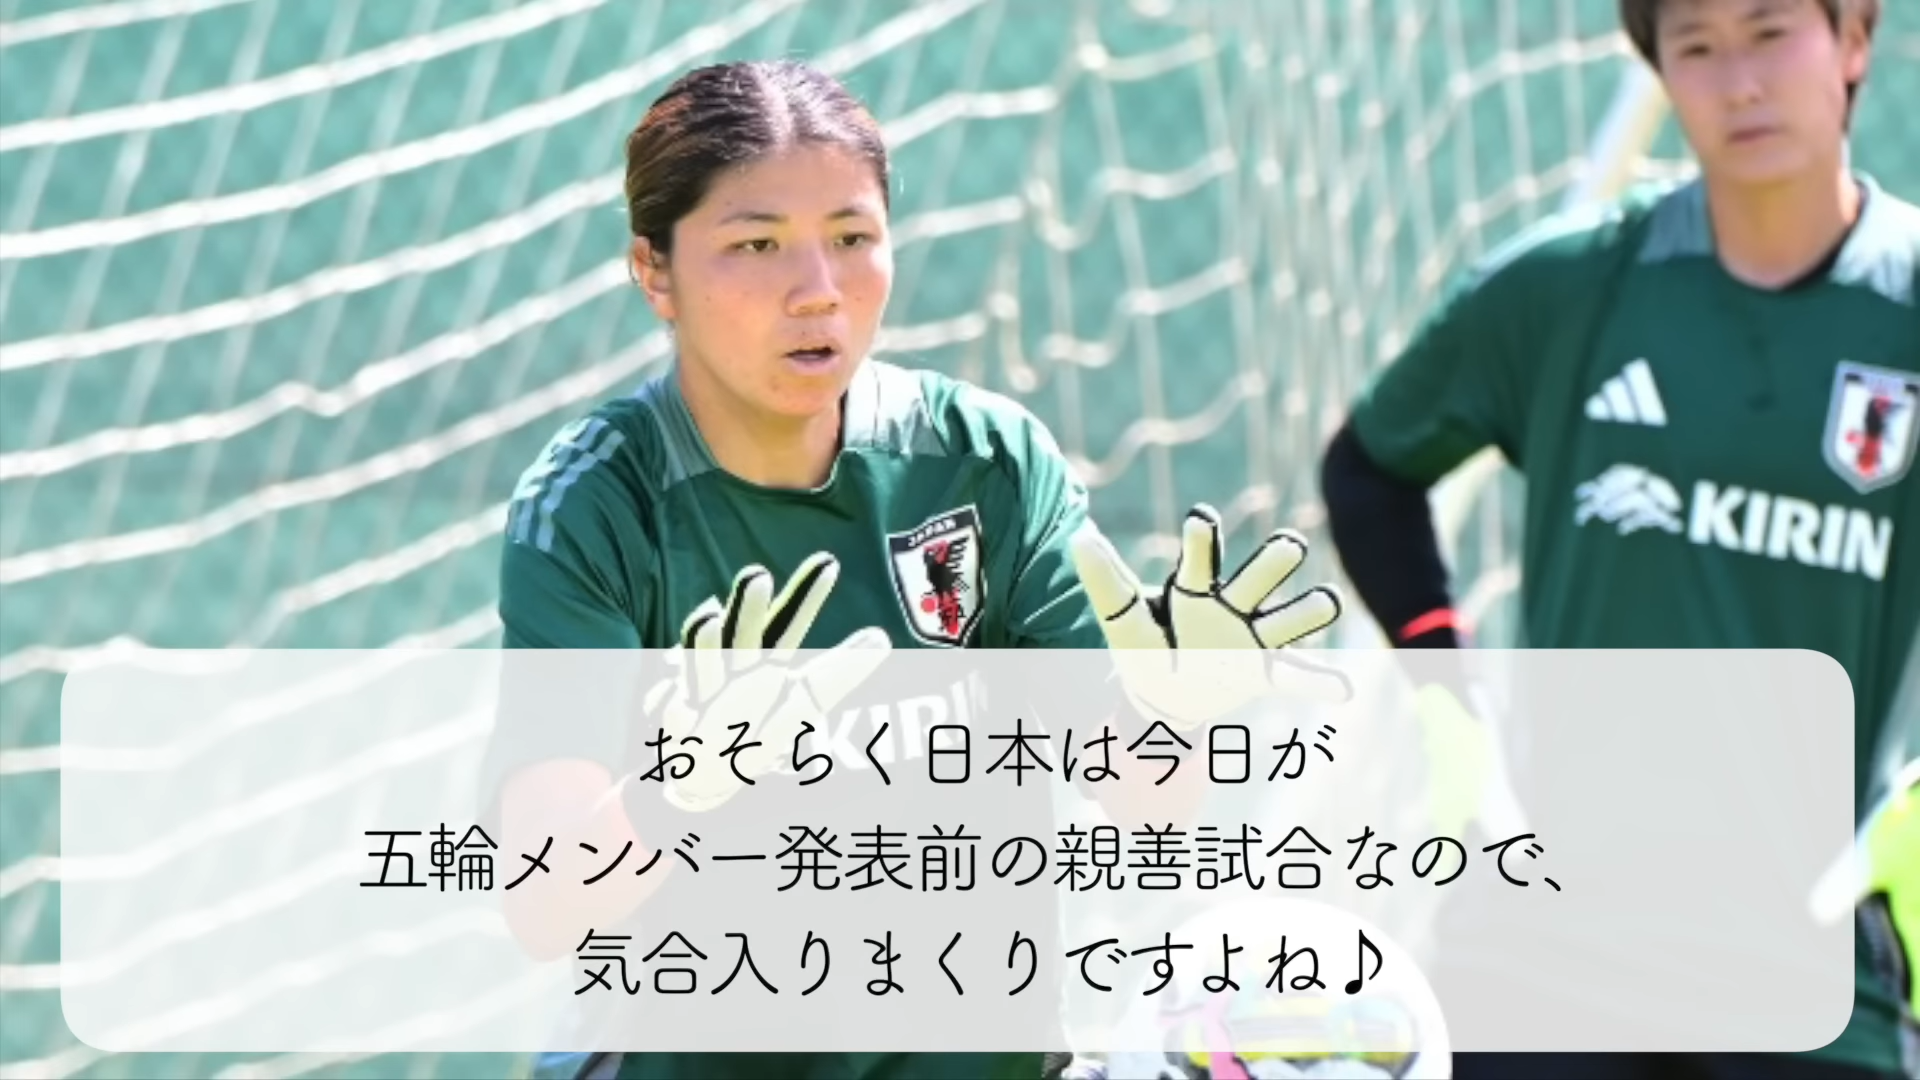 JAPAN
KIRIN
KIRIN
おそらく日本は今日が
五輪メンバー発表前の親善試合なので、
気合入りまくりですよね♪